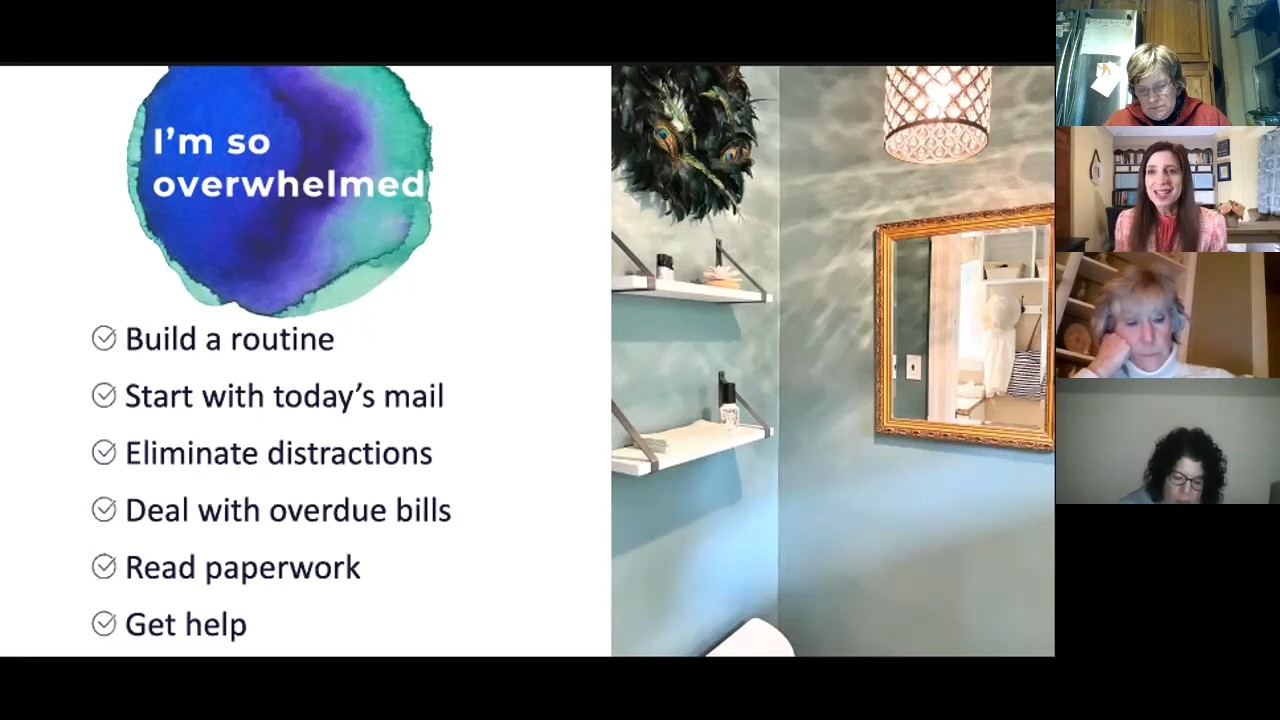 I'm so
overwhelmed
Build a routine
Start with today's mail
Eliminate distractions
Deal with overdue bills
Read paperwork
Get help